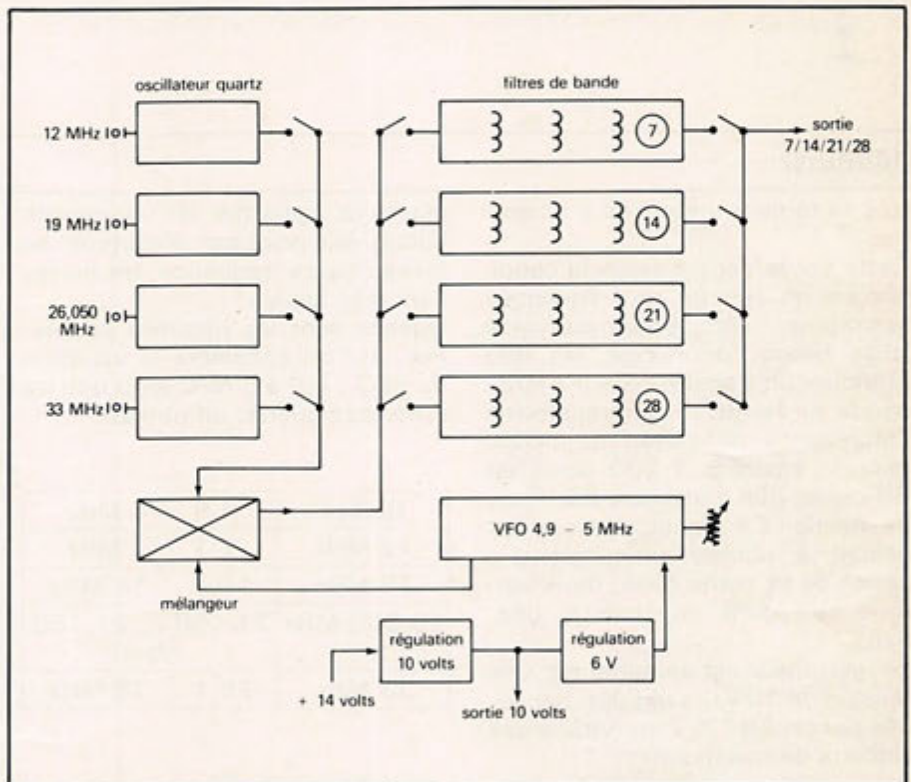 oscillateur quartz
filtres de bande
12 MHz
7
sortie
7/14/21/28
19 MHz
14
26,050
MHz
21
33 MHz
28
VFO 4,9 – 5 MHz
mélangeur
régulation
10 volts
régulation
6 V
+ 14 volts
sortie 10 volts